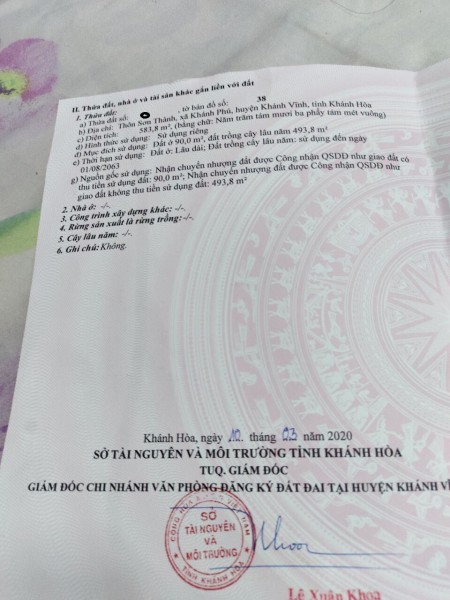 II. Thửa đất, nhà ở và tài sản khác gắn liền với đất
1. Thửa đất:
a) Thửa đất số: , tờ bản đồ số: 38
b) Địa chỉ: Thôn Sơn Thành, xã Khánh Phú, huyện Khánh Vĩnh, tỉnh Khánh Hòa
c) Diện tích: 583,8 m², (bằng chữ: Năm trăm tám mươi ba phẩy tám mét vuông)
d) Hình thức sử dụng: Sử dụng riêng
đ) Mục đích sử dụng: Đất ở 90,0 m², đất trồng cây lâu năm 493,8 m²
e) Thời hạn sử dụng: Đất ở: Lâu dài; Đất trồng cây lâu năm: sử dụng đến ngày
01/08/2063
g) Nguồn gốc sử dụng: Nhận chuyển nhượng đất được Công nhận QSDĐ như giao đất có
thu tiền sử dụng đất: 90,0 m²; Nhận chuyển nhượng đất được Công nhận QSDĐ như
giao đất không thu tiền sử dụng đất: 493,8 m²
2. Nhà ở: -/-.
3. Công trình xây dựng khác: -/-.
4. Rừng sản xuất là rừng trồng: -/-.
5. Cây lâu năm: -/-.
6. Ghi chú: Không.
Khánh Hòa, ngày 10 tháng 03 năm 2020
SỞ TÀI NGUYÊN VÀ MÔI TRƯỜNG TỈNH KHÁNH HÒA
TUQ. GIÁM ĐỐC
GIÁM ĐỐC CHI NHÁNH VĂN PHÒNG ĐĂNG KÝ ĐẤT ĐAI TẠI HUYỆN KHÁNH V
SỞ
TÀI NGUYÊN
VÀ
MÔI TRƯỜNG
TỈNH KHÁNH HÒA
Lê Xuân Khoa